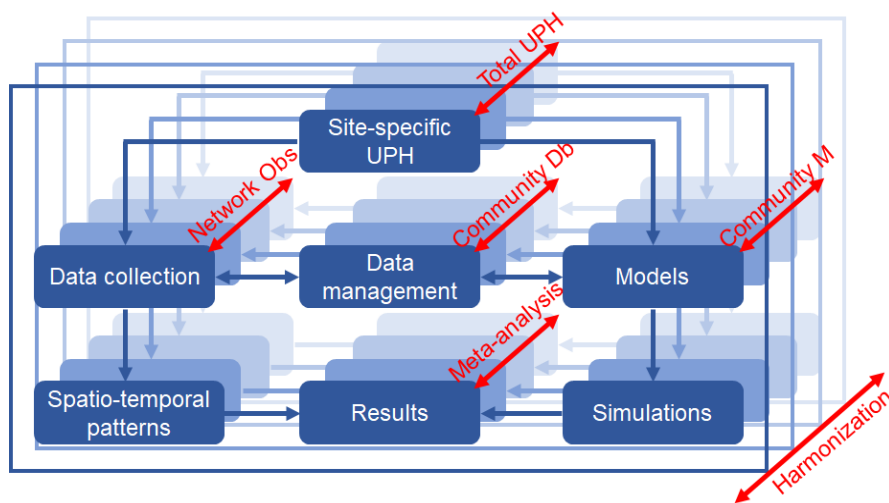 Total UPH
Site-specific
UPH
Network Obs
Community Db
Community M
Data collection
Data
management
Models
Meta-analysis
Spatio-temporal
patterns
Results
Simulations
Harmonization